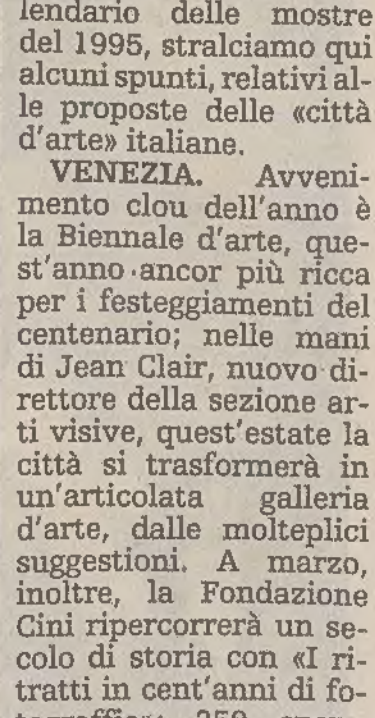 lendario delle mostre
del 1995, stralciamo qui
alcuni spunti, relativi al-
le proposte delle «città
d'arte» italiane.
VENEZIA. Avveni-
mento clou dell'anno è
la Biennale d'arte, que-
st'anno ancor più ricca
per i festeggiamenti del
centenario; nelle mani
di Jean Clair, nuovo di-
rettore della sezione ar-
ti visive, quest'estate la
città si trasformerà in
un'articolata galleria
d'arte, dalle molteplici
suggestioni. A marzo,
inoltre, la Fondazione
Cini ripercorrerà un se-
colo di storia con «I ri-
tratti in cent'anni di fo-